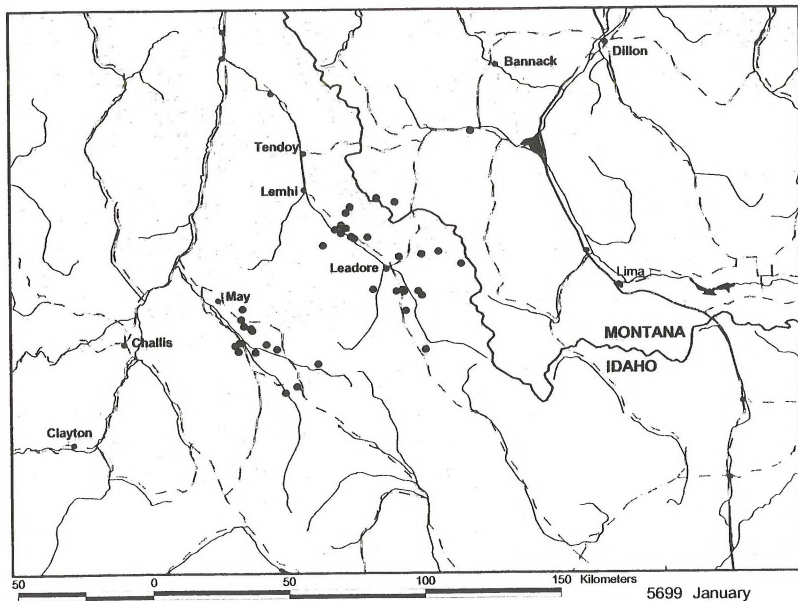 Dillon
Bannack
Tendoy
Lemhi
Leadore
Lima
May
MONTANA
Challis
IDAHO
Clayton
50 0 50 100 150 Kilometers
5699 January